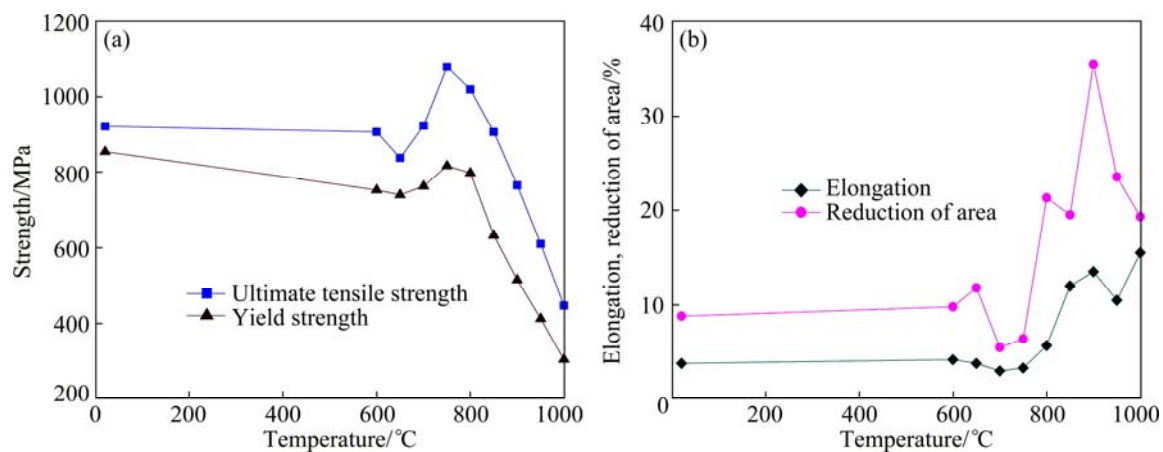 (a)
1200
1000
800
600
400
200
Strength/MPa
Ultimate tensile strength
Yield strength
0
200
400
600
800
1000
Temperature/℃
(b)
40
30
20
10
0
Elongation, reduction of area/%
Elongation
Reduction of area
200
400
600
800
1000
Temperature/℃